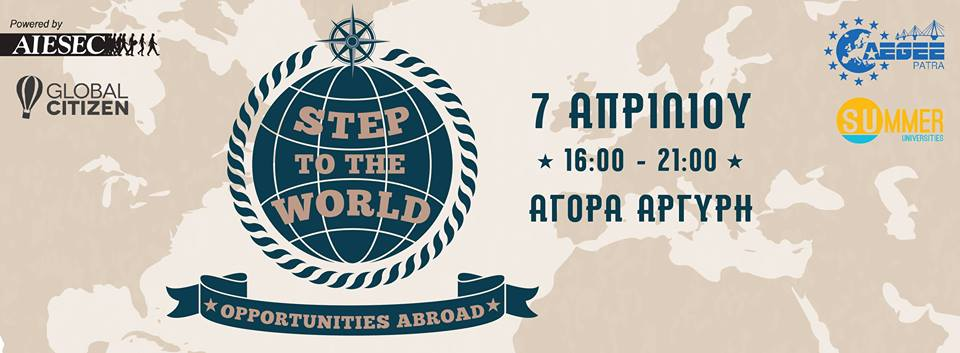 Powered by
AIESEC
GLOBAL
CITIZEN
STEP
TO THE
WORLD
OPPORTUNITIES ABROAD
7 ΑΠΡΙΛΙΟΥ
16:00 - 21:00
ΑΓΟΡΑ ΑΡΓΥΡΗ
AEGEE
PATRA
SUMMER
UNIVERSITIES